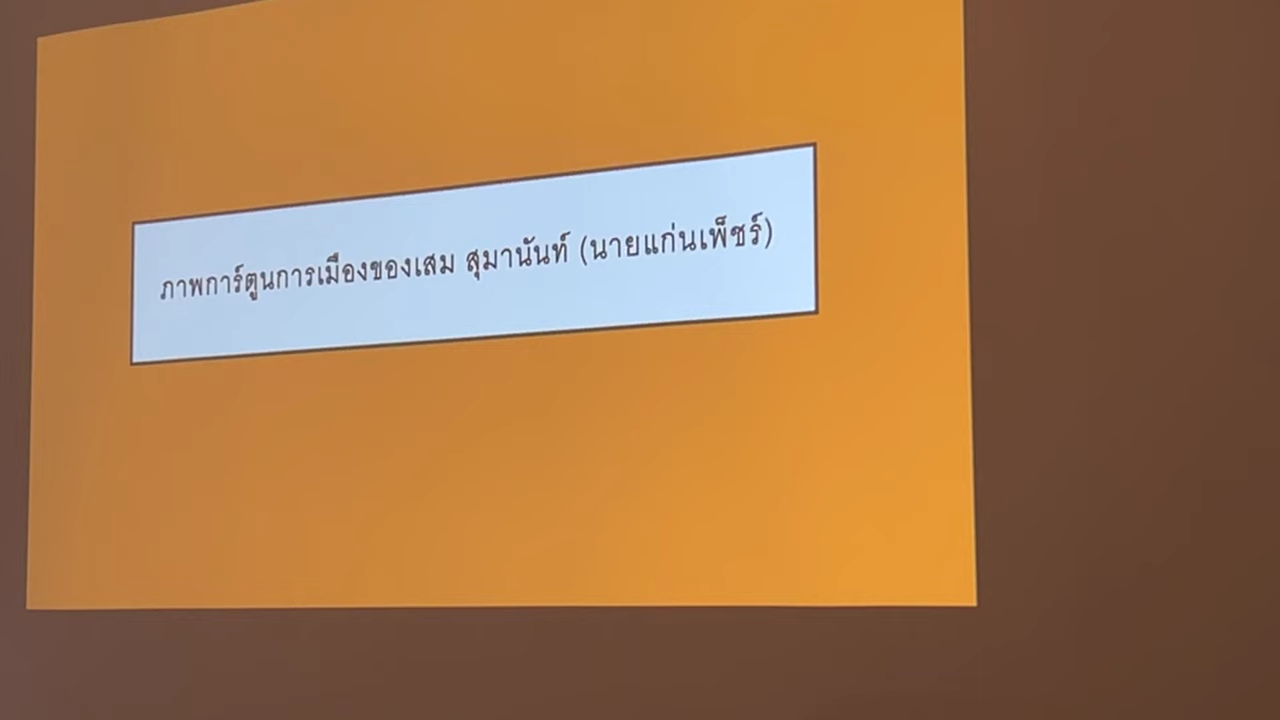 ภาพการ์ตูนการเมืองของเสม สุมานันท์ (นายแก่นเพ็ชร์)